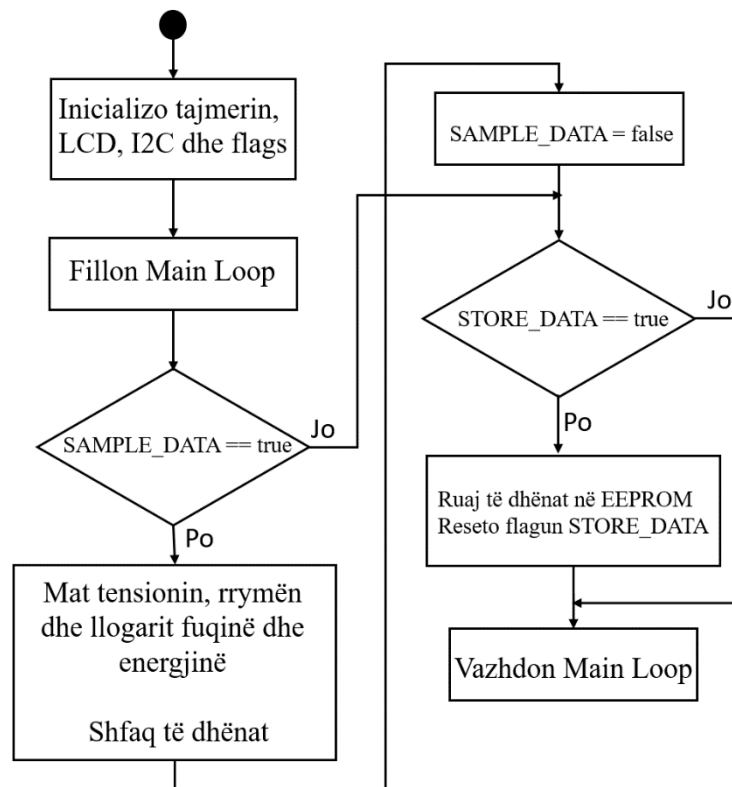 Inicializo tajmerin,
LCD, I2C dhe flags
Fillon Main Loop
SAMPLE_DATA == true
Jo
Po
Mat tensionin, rrymën
dhe llogarit fuqinë dhe
energjinë
Shfaq të dhënat
SAMPLE_DATA = false
STORE_DATA == true
Jo
Po
Ruaj të dhënat në EEPROM
Reseto flagun STORE_DATA
Vazhdon Main Loop